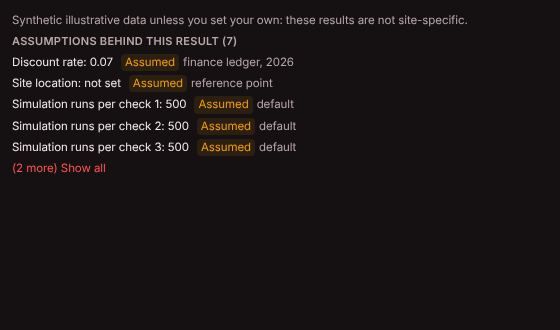 Synthetic illustrative data unless you set your own: these results are not site-specific.
ASSUMPTIONS BEHIND THIS RESULT (7)
Discount rate: 0.07 Assumed finance ledger, 2026
Site location: not set Assumed reference point
Simulation runs per check 1: 500 Assumed default
Simulation runs per check 2: 500 Assumed default
Simulation runs per check 3: 500 Assumed default
(2 more) Show all